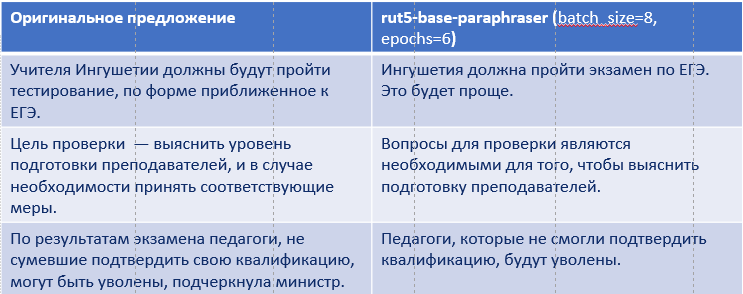 Оригинальное предложение
rut5-base-paraphraser (batch_size=8,
epochs=6)
Учителя Ингушетии должны будут пройти
тестирование, по форме приближенное к
ЕГЭ.
Ингушетия должна пройти экзамен по ЕГЭ.
Это будет проще.
Цель проверки — выяснить уровень
подготовки преподавателей, и в случае
необходимости принять соответствующие
меры.
Вопросы для проверки являются
необходимыми для того, чтобы выяснить
подготовку преподавателей.
По результатам экзамена педагоги, не
сумевшие подтвердить свою квалификацию,
могут быть уволены, подчеркнула министр.
Педагоги, которые не смогли подтвердить
квалификацию, будут уволены.